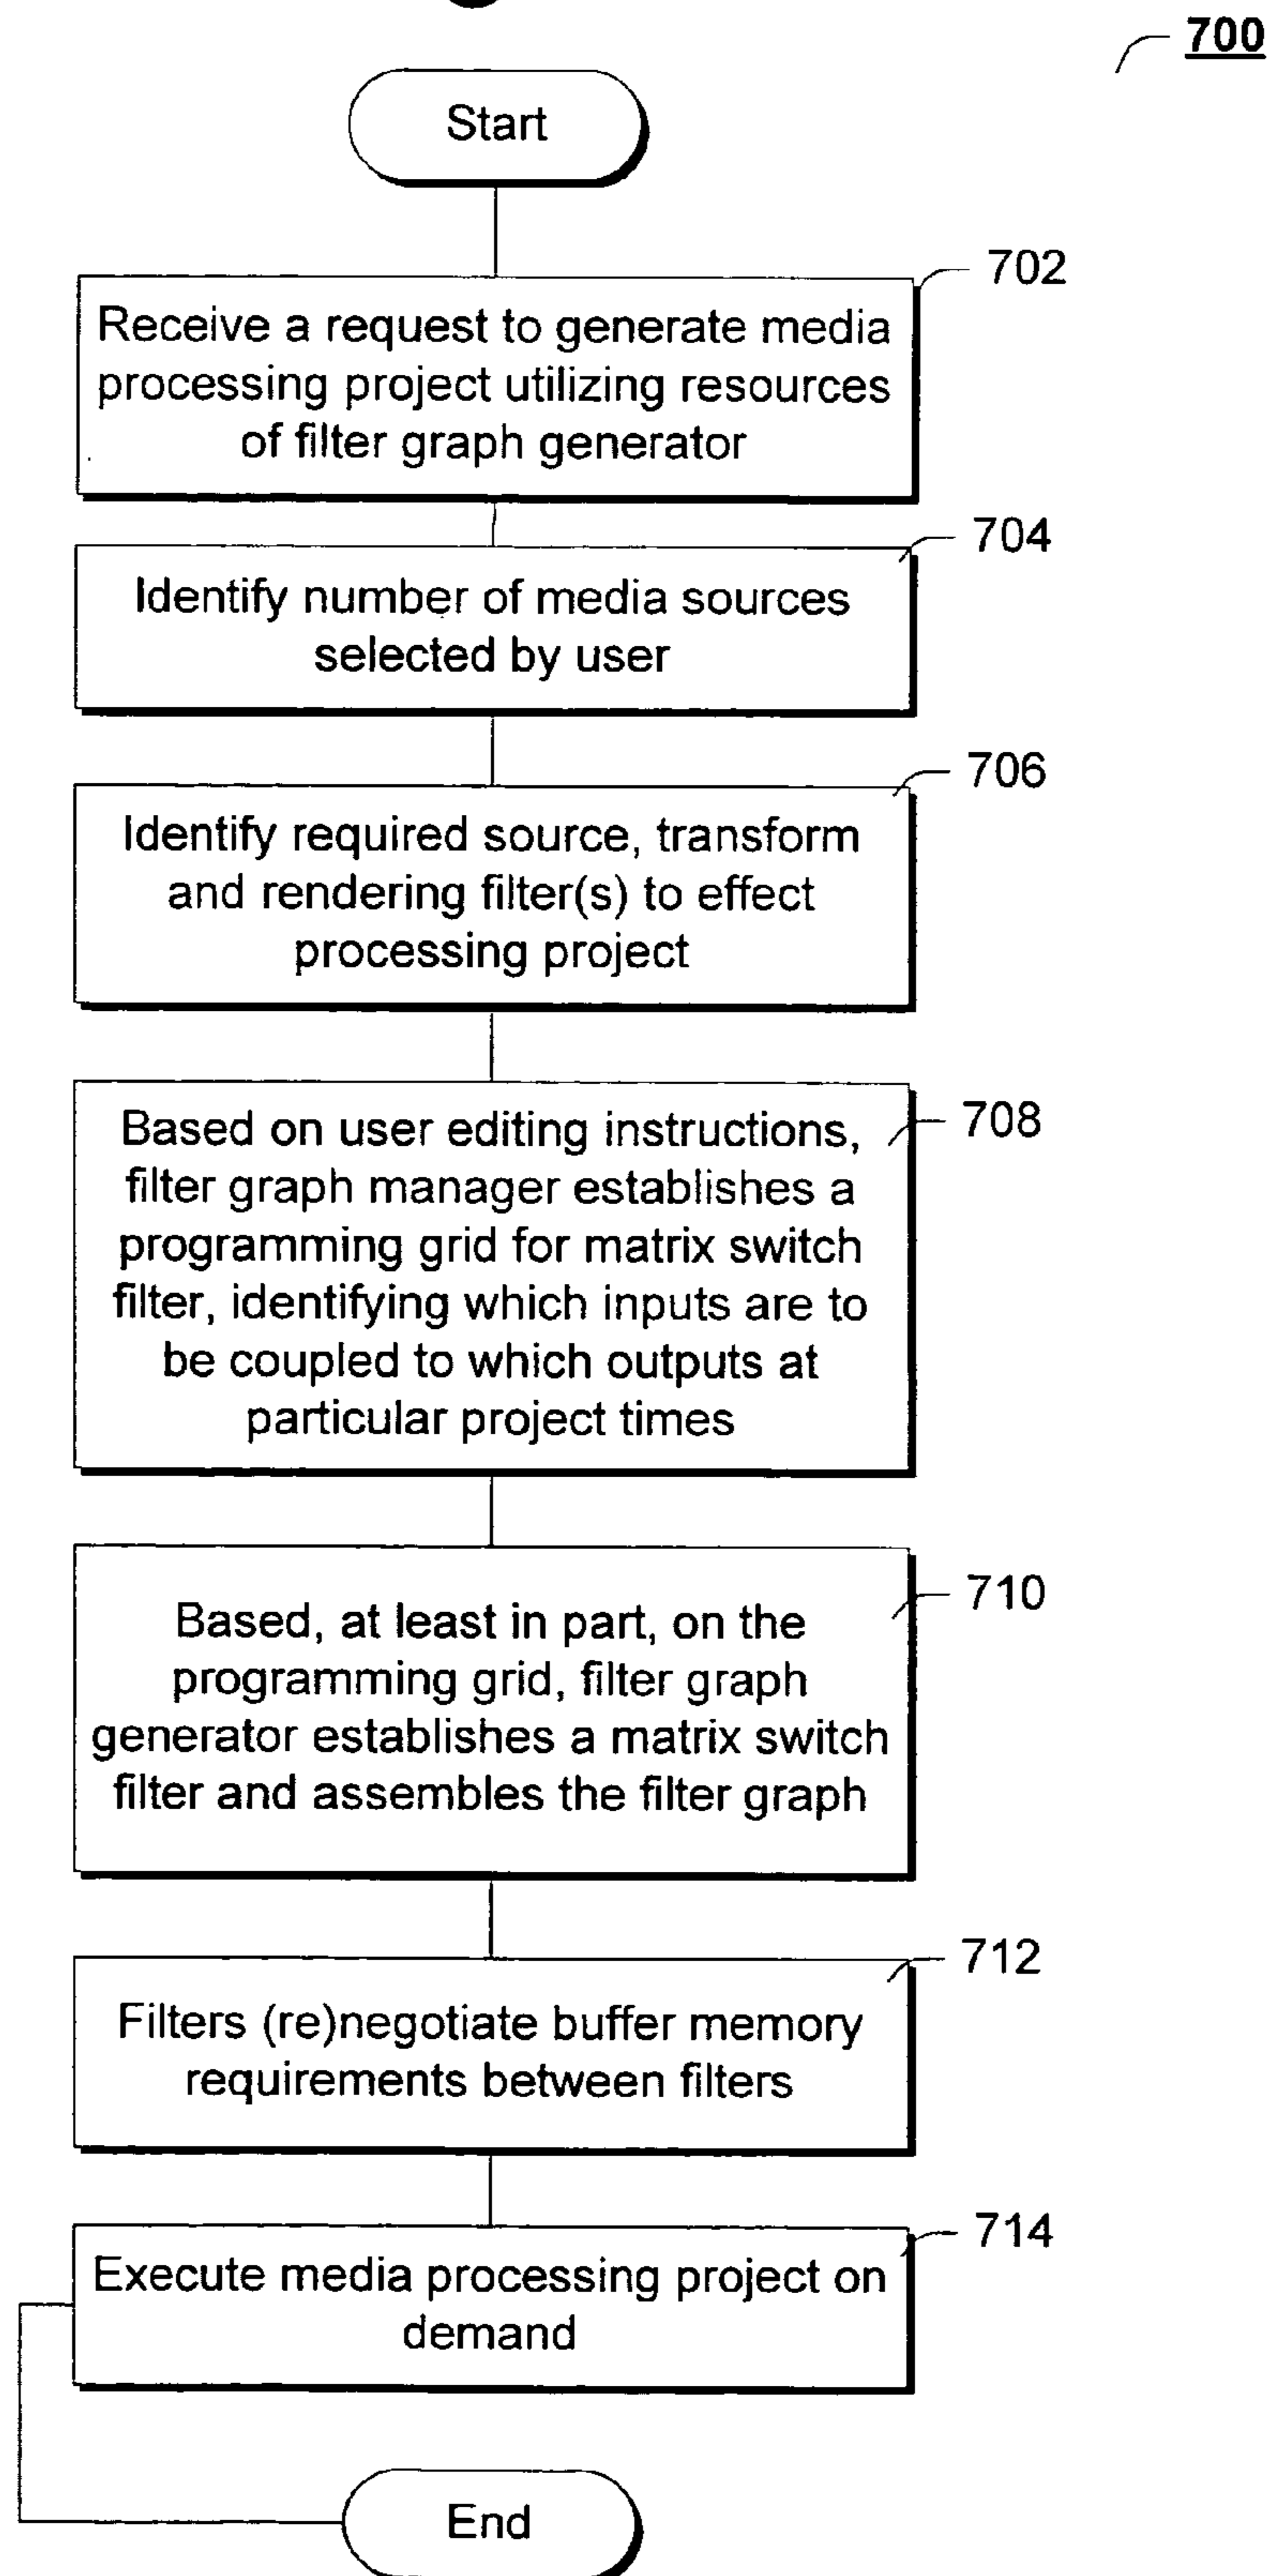 700
Start
702
Receive a request to generate media
processing project utilizing resources
of filter graph generator
704
Identify number of media sources
selected by user
706
Identify required source, transform
and rendering filter(s) to effect
processing project
708
Based on user editing instructions,
filter graph manager establishes a
programming grid for matrix switch
filter, identifying which inputs are to
be coupled to which outputs at
particular project times
710
Based, at least in part, on the
programming grid, filter graph
generator establishes a matrix switch
filter and assembles the filter graph
712
Filters (re)negotiate buffer memory
requirements between filters
714
Execute media processing project on
demand
End